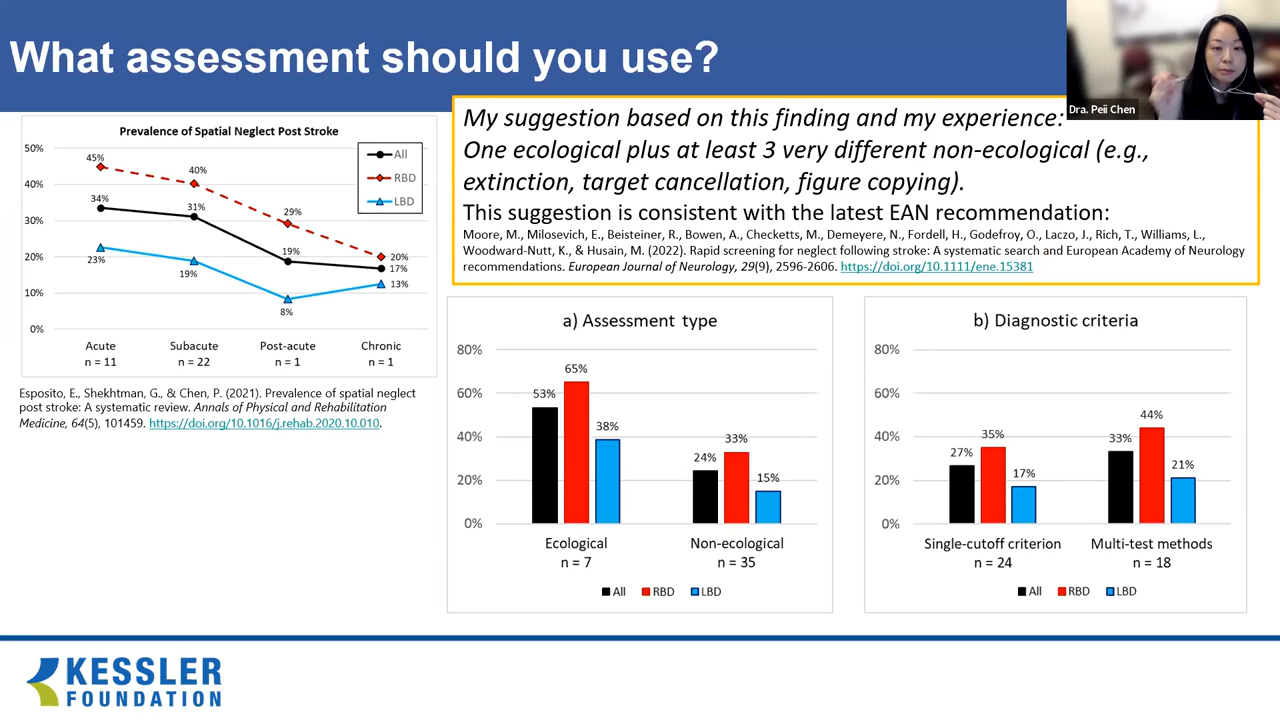 What assessment should you use?
Dra. Peii Chen
Prevalence of Spatial Neglect Post Stroke
50%
40%
30%
20%
10%
0%
45%
40%
29%
20%
34%
31%
19%
17%
23%
19%
8%
13%
All
RBD
LBD
Acute
n = 11
Subacute
n = 22
Post-acute
n = 1
Chronic
n = 1
Esposito, E., Shekhtman, G., & Chen, P. (2021). Prevalence of spatial neglect
post stroke: A systematic review. Annals of Physical and Rehabilitation
Medicine, 64(5), 101459. https://doi.org/10.1016/j.rehab.2020.10.010.
My suggestion based on this finding and my experience:
One ecological plus at least 3 very different non-ecological (e.g.,
extinction, target cancellation, figure copying).
This suggestion is consistent with the latest EAN recommendation:
Moore, M., Milosevich, E., Beisteiner, R., Bowen, A., Checketts, M., Demeyere, N., Fordell, H., Godefroy, O., Laczo, J., Rich, T., Williams, L.,
Woodward-Nutt, K., & Husain, M. (2022). Rapid screening for neglect following stroke: A systematic search and European Academy of Neurology
recommendations. European Journal of Neurology, 29(9), 2596-2606. https://doi.org/10.1111/ene.15381
a) Assessment type
80%
60%
40%
20%
0%
53%
65%
38%
24%
33%
15%
Ecological
n = 7
Non-ecological
n = 35
All
RBD
LBD
b) Diagnostic criteria
80%
60%
40%
20%
0%
27%
35%
17%
33%
44%
21%
Single-cutoff criterion
n = 24
Multi-test methods
n = 18
All
RBD
LBD
KESSLER
FOUNDATION